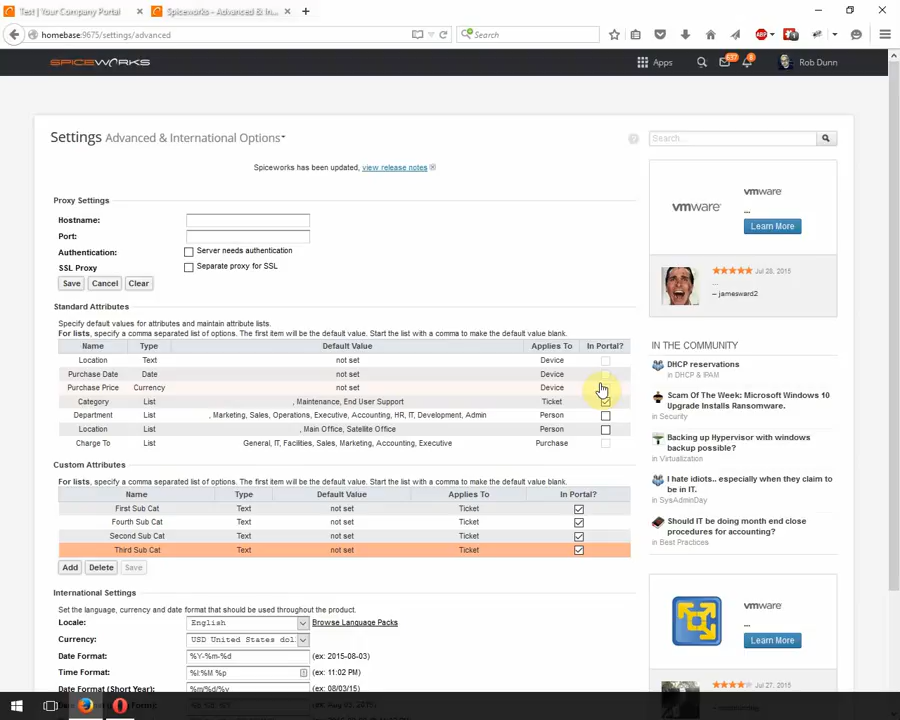 Test | Your Company Portal
Spiceworks - Advanced & In...
homebase:9675/settings/advanced
Search
ABP
SPICEWORKS
Apps
Rob Dunn
Settings Advanced & International Options
Search...
Spiceworks has been updated, view release notes
Proxy Settings
Hostname:
Port:
Authentication: Server needs authentication
SSL Proxy Separate proxy for SSL
Save Cancel Clear
Standard Attributes
Specify default values for attributes and maintain attribute lists.
For lists, specify a comma separated list of options. The first item will be the default value. Start the list with a comma to make the default value blank.
Name Type Default Value Applies To In Portal?
Location Text not set Device
Purchase Date Date not set Device
Purchase Price Currency not set Device
Category List , Maintenance, End User Support Ticket
Department List , Marketing, Sales, Operations, Executive, Accounting, HR, IT, Development, Admin Person
Location List , Main Office, Satellite Office Person
Charge To List General, IT, Facilities, Sales, Marketing, Accounting, Executive Purchase
Custom Attributes
For lists, specify a comma separated list of options. The first item will be the default value. Start the list with a comma to make the default value blank.
Name Type Default Value Applies To In Portal?
First Sub Cat Text not set Ticket
Fourth Sub Cat Text not set Ticket
Second Sub Cat Text not set Ticket
Third Sub Cat Text not set Ticket
Add Delete Save
International Settings
Set the language, currency and date format that should be used throughout the product.
Locale: English Browse Language Packs
Currency: USD United States dol.
Date Format: %Y-%m-%d (ex: 2015-08-03)
Time Format: %I:%M %p (ex: 11:02 PM)
Date Format (Short Year): %m/%d/%y (ex: 08/03/15)
vmware
vmware
...
Learn More
Jul 28, 2015
...
– jamesward2
IN THE COMMUNITY
DHCP reservations
in DHCP & IPAM
Scam Of The Week: Microsoft Windows 10
Upgrade Installs Ransomware.
in Security
Backing up Hypervisor with windows
backup possible?
in Virtualization
I hate idiots.. especially when they claim to
be in IT.
in SysAdminDay
Should IT be doing month end close
procedures for accounting?
in Best Practices
vmware
...
Learn More
Jul 27, 2015